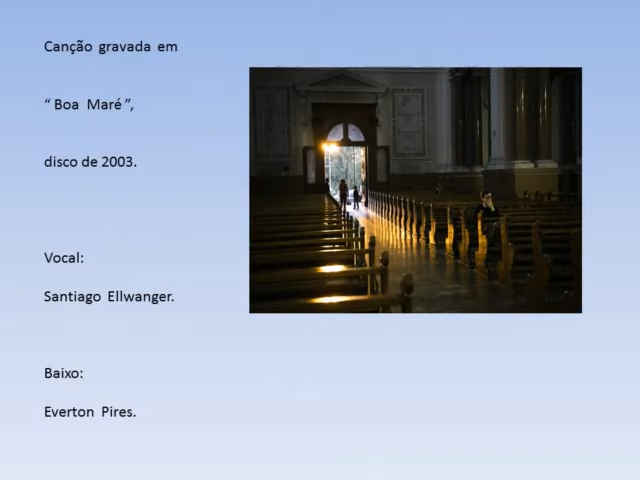 Canção gravada em
“ Boa Maré ”,
disco de 2003.
Vocal:
Santiago Ellwanger.
Baixo:
Everton Pires.